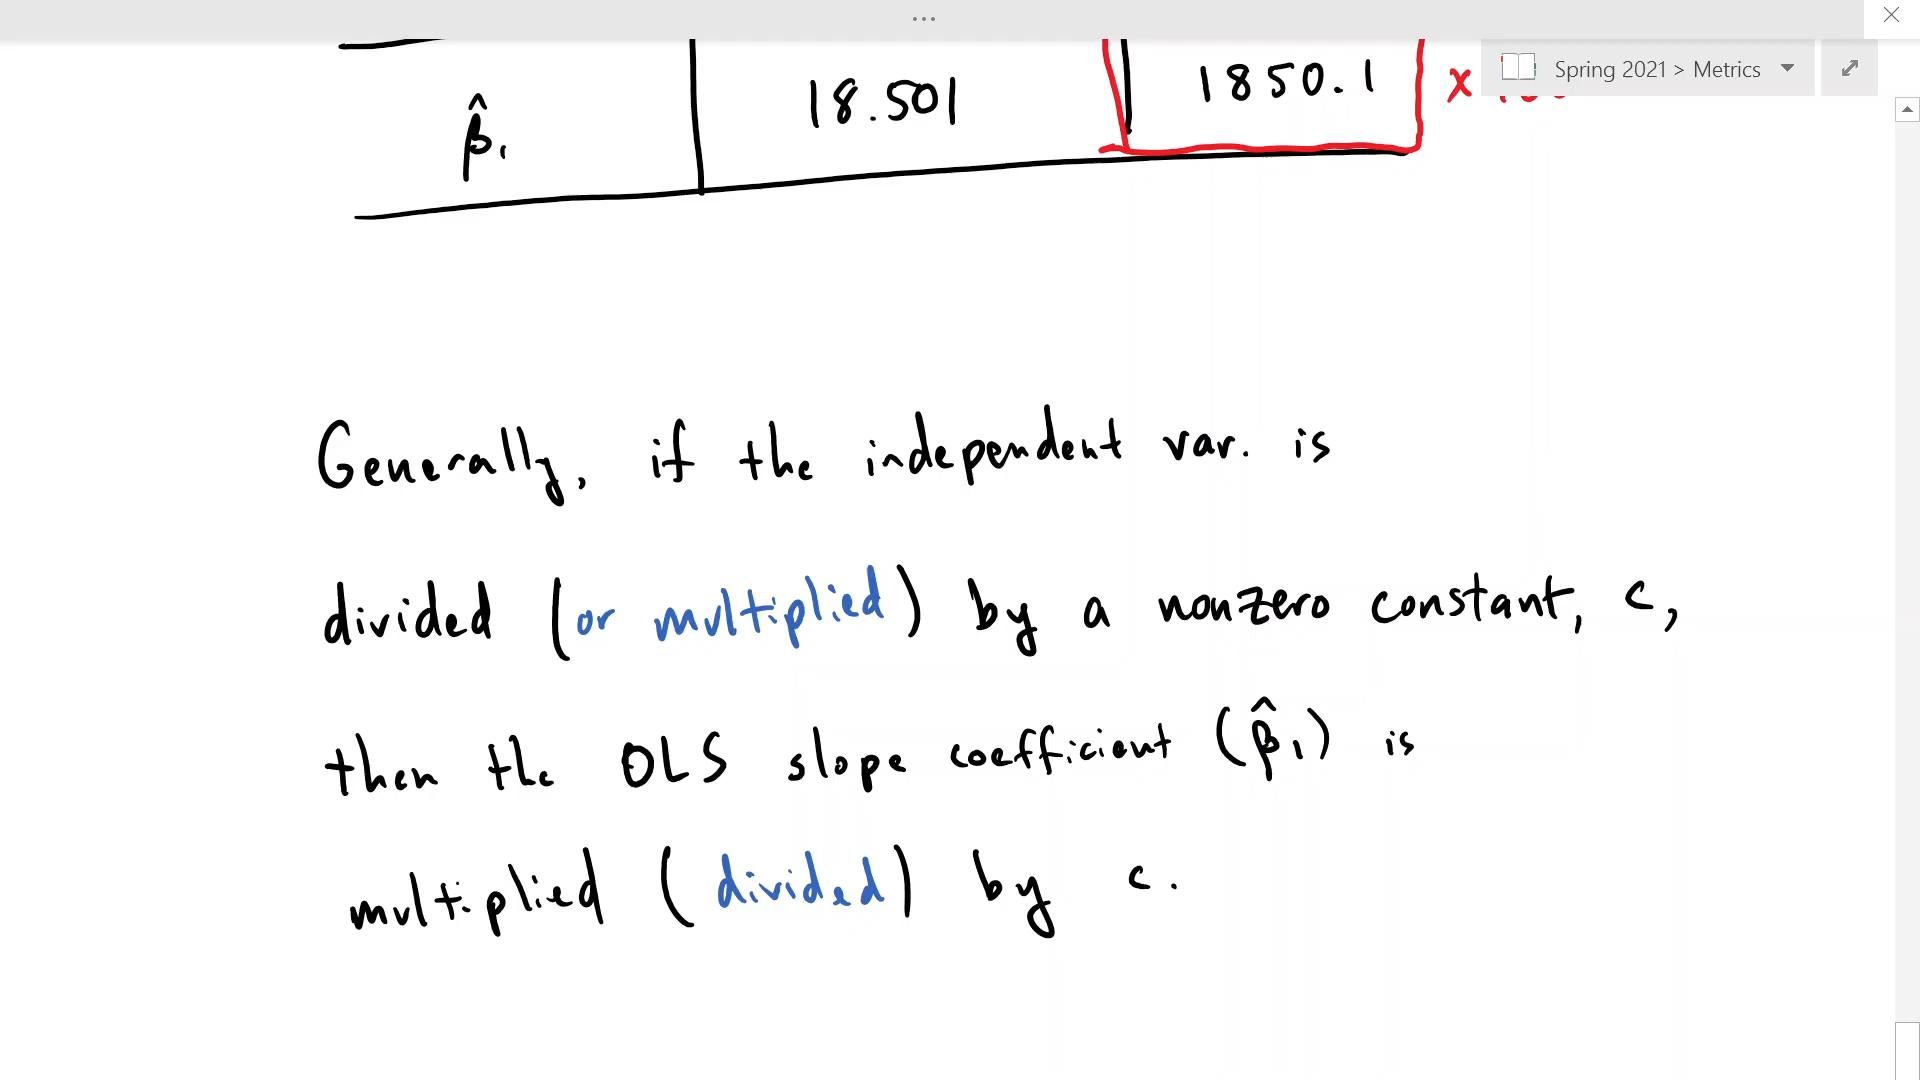 ...
Spring 2021 > Metrics
β̂₁ 18.501 1850.1 x
Generally, if the independent var. is
divided (or multiplied) by a nonzero constant, c,
then the OLS slope coefficient (β̂₁) is
multiplied (divided) by c.